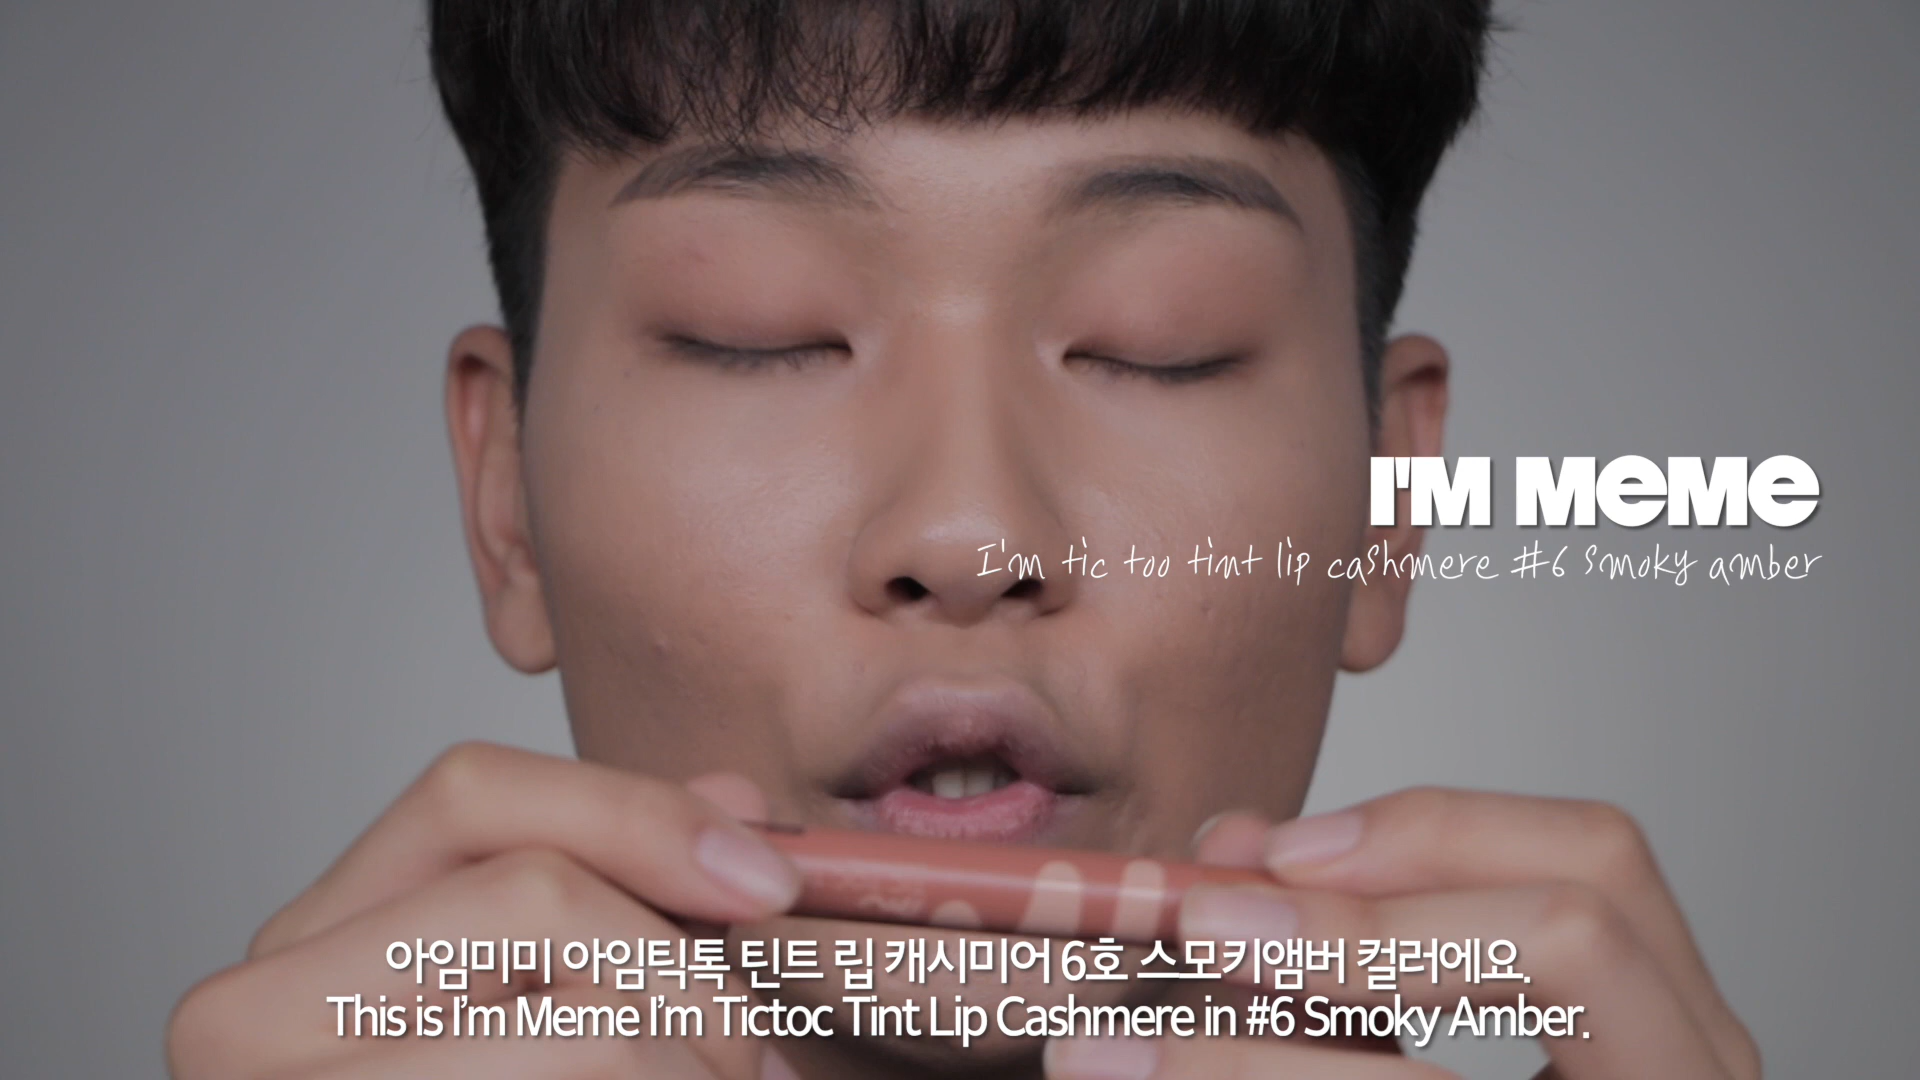 I'M MEME
I'm tic too tint lip cashmere #6 smoky amber
아임미미 아임틱톡 틴트 립 캐시미어 6호 스모키앰버 컬러에요.
This is I'm Meme I'm Tictoc Tint Lip Cashmere in #6 Smoky Amber.